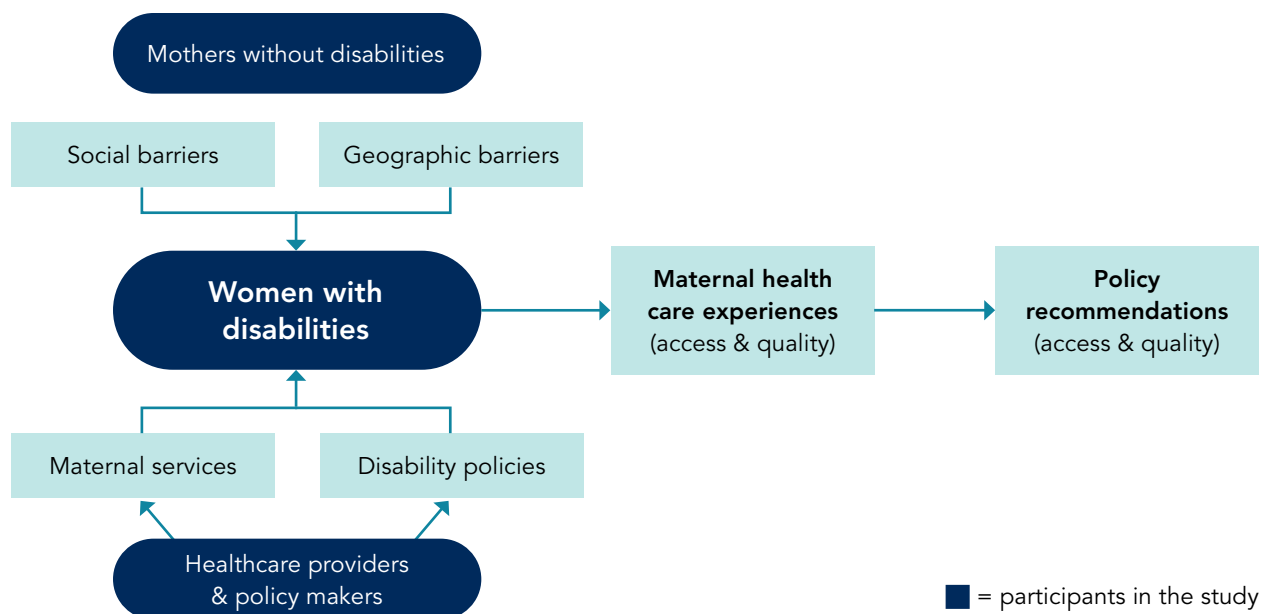 Mothers without disabilities
Social barriers
Geographic barriers
Women with
disabilities
Maternal health
care experiences
(access & quality)
Policy
recommendations
(access & quality)
Maternal services
Disability policies
Healthcare providers
& policy makers
= participants in the study